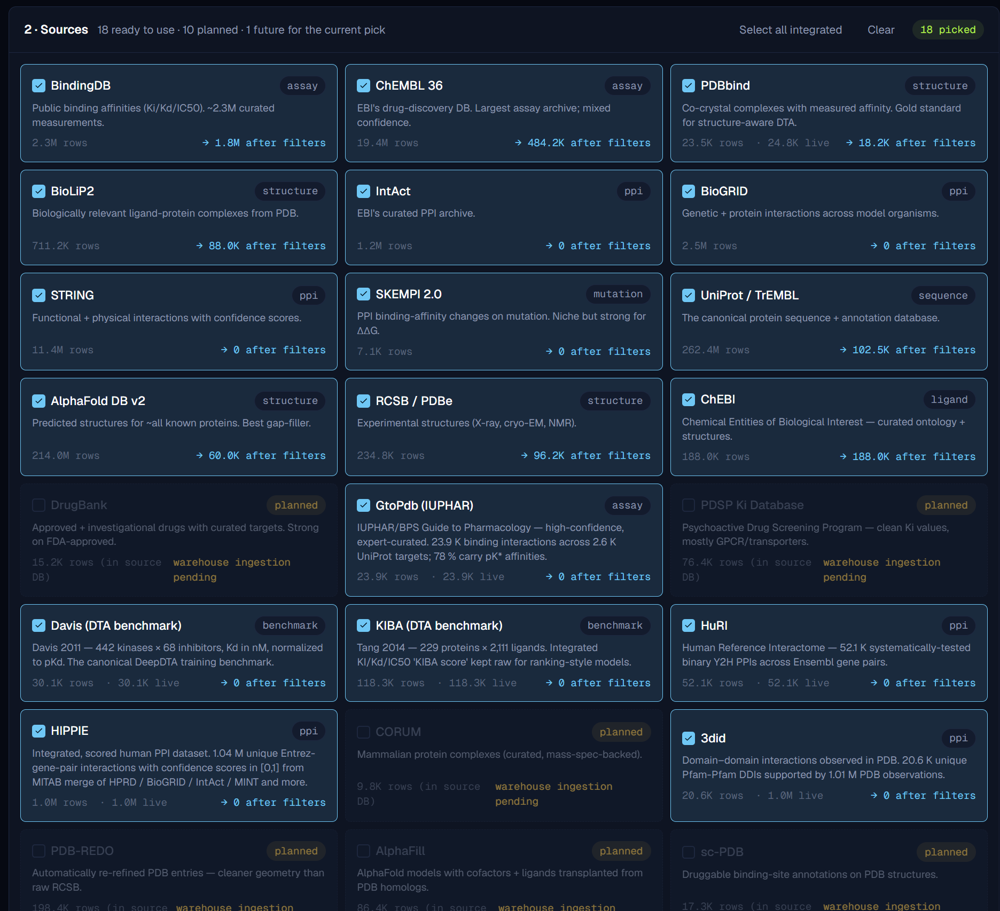 2 · Sources 18 ready to use · 10 planned · 1 future for the current pick Select all integrated Clear 18 picked
BindingDB assay
Public binding affinities (Ki/Kd/IC50). ~2.3M curated
measurements.
2.3M rows → 1.8M after filters
ChEMBL 36 assay
EBI's drug-discovery DB. Largest assay archive; mixed
confidence.
19.4M rows → 484.2K after filters
PDBbind structure
Co-crystal complexes with measured affinity. Gold standard
for structure-aware DTA.
23.5K rows · 24.8K live → 18.2K after filters
BioLiP2 structure
Biologically relevant ligand-protein complexes from PDB.
711.2K rows → 88.0K after filters
IntAct ppi
EBI's curated PPI archive.
1.2M rows → 0 after filters
BioGRID ppi
Genetic + protein interactions across model organisms.
2.5M rows → 0 after filters
STRING ppi
Functional + physical interactions with confidence scores.
11.4M rows → 0 after filters
SKEMPI 2.0 mutation
PPI binding-affinity changes on mutation. Niche but strong for
ΔΔG.
7.1K rows → 0 after filters
UniProt / TrEMBL sequence
The canonical protein sequence + annotation database.
262.4M rows → 102.5K after filters
AlphaFold DB v2 structure
Predicted structures for ~all known proteins. Best gap-filler.
214.0M rows → 60.0K after filters
RCSB / PDBe structure
Experimental structures (X-ray, cryo-EM, NMR).
234.8K rows → 96.2K after filters
ChEBI ligand
Chemical Entities of Biological Interest — curated ontology +
structures.
188.0K rows → 188.0K after filters
DrugBank planned
Approved + investigational drugs with curated targets. Strong
on FDA-approved.
15.2K rows (in source warehouse ingestion
DB) pending
GtoPdb (IUPHAR) assay
IUPHAR/BPS Guide to Pharmacology — high-confidence,
expert-curated. 23.9 K binding interactions across 2.6 K
UniProt targets; 78 % carry pK* affinities.
23.9K rows · 23.9K live → 0 after filters
PDSP Ki Database planned
Psychoactive Drug Screening Program — clean Ki values,
mostly GPCR/transporters.
76.4K rows (in source warehouse ingestion
DB) pending
Davis (DTA benchmark) benchmark
Davis 2011 — 442 kinases × 68 inhibitors, Kd in nM, normalized
to pKd. The canonical DeepDTA training benchmark.
30.1K rows · 30.1K live → 0 after filters
KIBA (DTA benchmark) benchmark
Tang 2014 — 229 proteins × 2,111 ligands. Integrated
KI/Kd/IC50 'KIBA score' kept raw for ranking-style models.
118.3K rows · 118.3K live → 0 after filters
HuRI ppi
Human Reference Interactome — 52.1 K systematically-tested
binary Y2H PPIs across Ensembl gene pairs.
52.1K rows · 52.1K live → 0 after filters
HIPPIE ppi
Integrated, scored human PPI dataset. 1.04 M unique Entrez-
gene-pair interactions with confidence scores in [0,1] from
MITAB merge of HPRD / BioGRID / IntAct / MINT and more.
1.0M rows · 1.0M live → 0 after filters
CORUM planned
Mammalian protein complexes (curated, mass-spec-backed).
9.8K rows (in source warehouse ingestion
DB) pending
3did ppi
Domain–domain interactions observed in PDB. 20.6 K unique
Pfam-Pfam DDIs supported by 1.01 M PDB observations.
20.6K rows · 1.0M live → 0 after filters
PDB-REDO planned
Automatically re-refined PDB entries — cleaner geometry than
raw RCSB.
198.4K rows (in source warehouse ingestion
AlphaFill planned
AlphaFold models with cofactors + ligands transplanted from
PDB homologs.
86.4K rows (in source warehouse ingestion
sc-PDB planned
Druggable binding-site annotations on PDB structures.
17.3K rows (in source warehouse ingestion